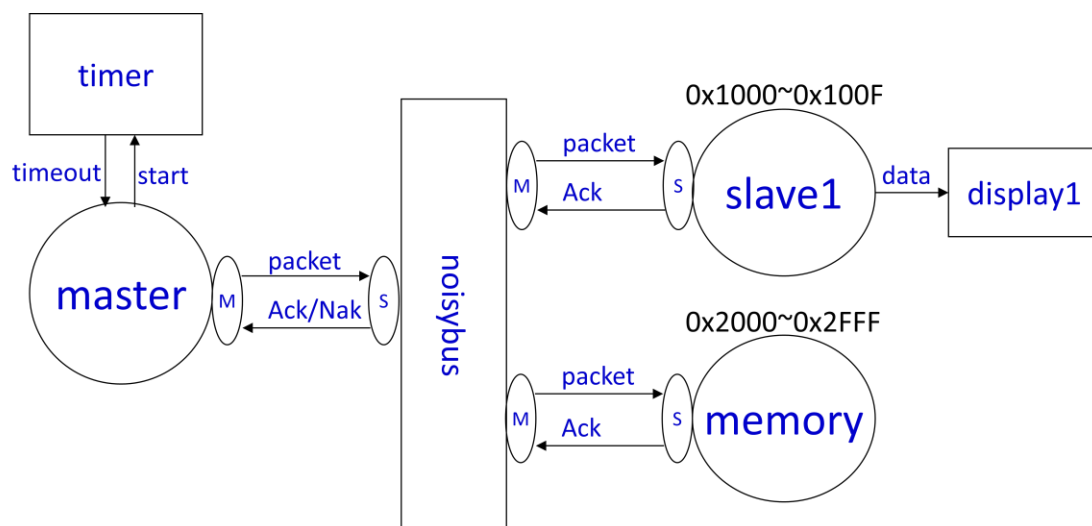 timer
timeout
start
master
M
packet
Ack/Nak
S
noisybus
M
packet
Ack
S
0x1000~0x100F
slave1
data
display1
M
packet
Ack
S
0x2000~0x2FFF
memory